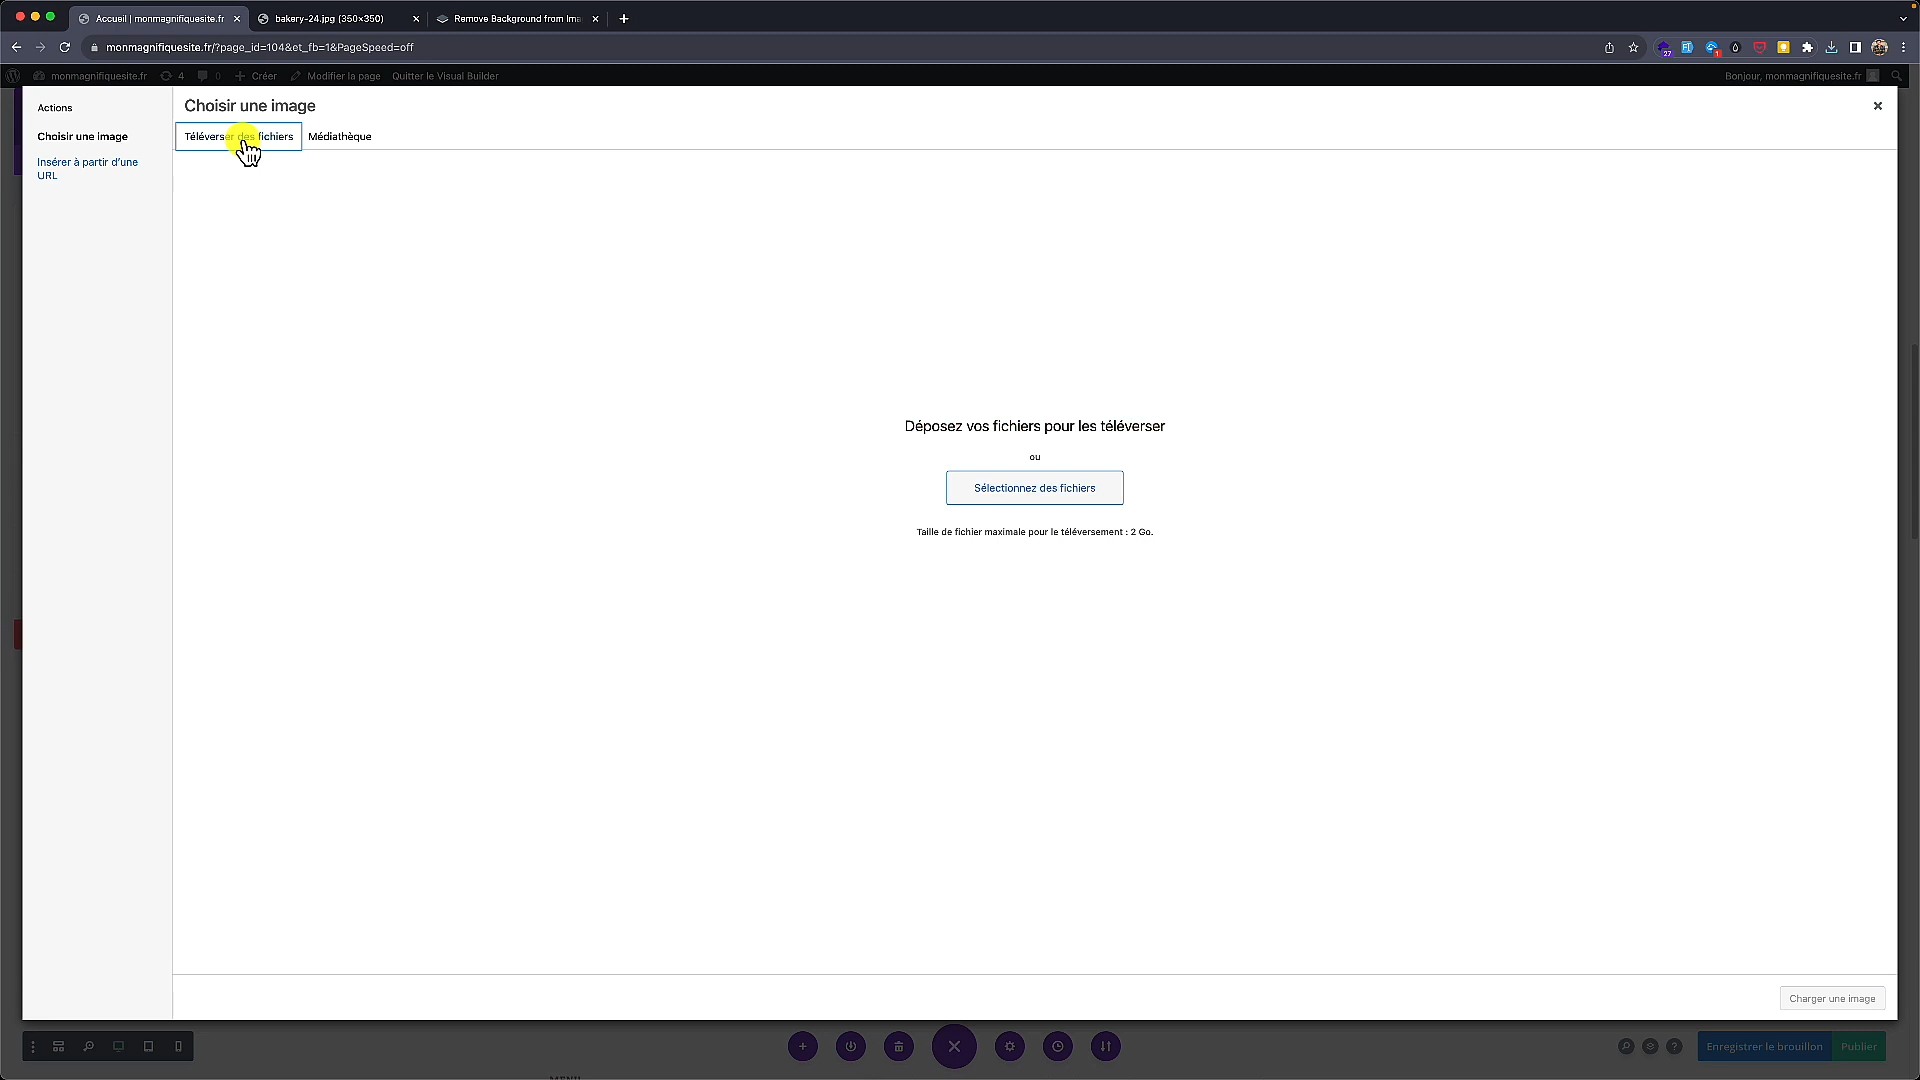 Accueil | monmagnifiquesite.fr
bakery-24.jpg (350×350)
Remove Background from Ima
monmagnifiquesite.fr/?page_id=104&et_fb=1&PageSpeed=off
27
1
monmagnifiquesite.fr
4
0
Créer
Modifier la page
Quitter le Visual Builder
Bonjour, monmagnifiquesite.fr
Actions
Choisir une image
Insérer à partir d’une
URL
Choisir une image
Téléverser des fichiers
Médiathèque
Déposez vos fichiers pour les téléverser
ou
Sélectionnez des fichiers
Taille de fichier maximale pour le téléversement : 2 Go.
Charger une image
Enregistrer le brouillon
Publier